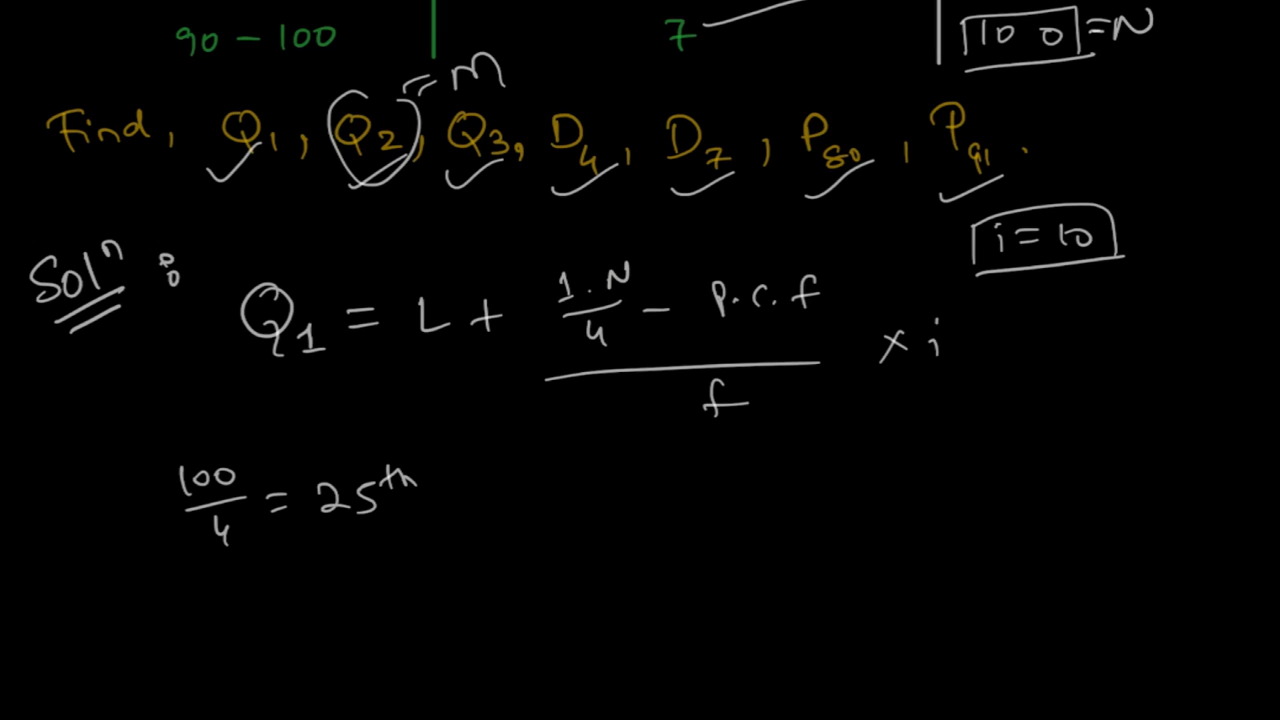 90 - 100 7 100 = N
= M
Find, Q1, Q2, Q3, D4, D7, P80, P91.
i = 10
Solⁿ :
Q1 = L + 1.N/4 - p.c.f / f × i
100/4 = 25th